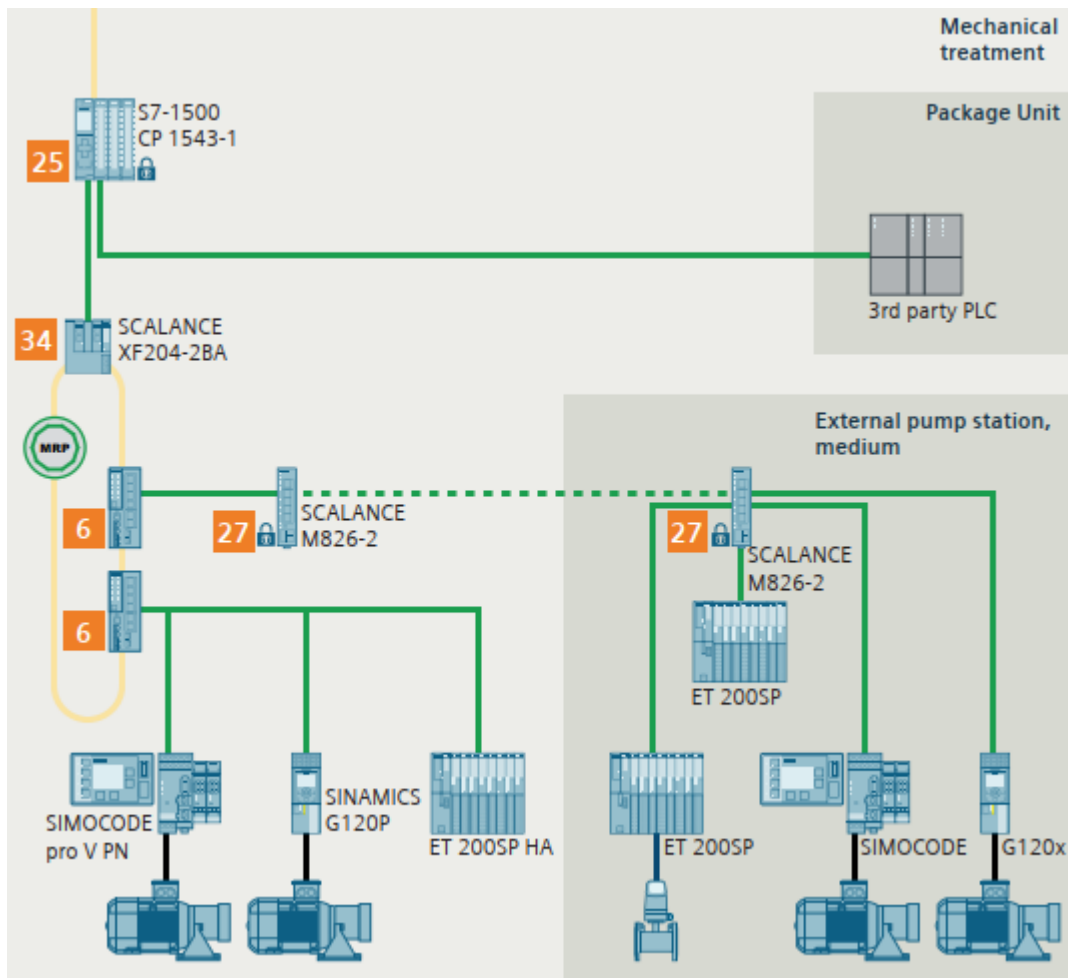 Mechanical
treatment
Package Unit
S7-1500
CP 1543-1
25
3rd party PLC
34
SCALANCE
XF204-2BA
MRP
External pump station,
medium
6
27
SCALANCE
M826-2
27
SCALANCE
M826-2
6
ET 200SP
SIMOCODE
pro V PN
SINAMICS
G120P
ET 200SP HA
ET 200SP
SIMOCODE
G120x